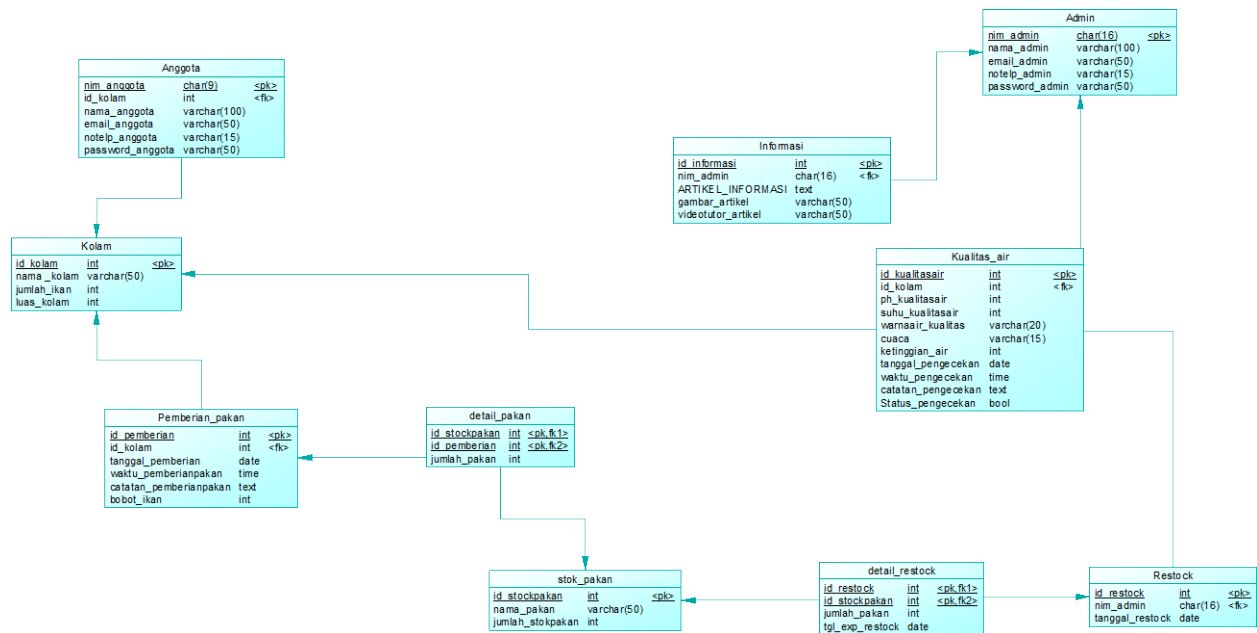 Admin
nim_admin char(16) <pk>
nama_admin varchar(100)
email_admin varchar(50)
notelp_admin varchar(15)
password_admin varchar(50)
Anggota
nim_anggota char(9) <pk>
id_kolam int <fk>
nama_anggota varchar(100)
email_anggota varchar(50)
notelp_anggota varchar(15)
password_anggota varchar(50)
Informasi
id_informasi int <pk>
nim_admin char(16) <fk>
ARTIKEL_INFORMASI text
gambar_artikel varchar(50)
videotutor_artikel varchar(50)
Kolam
id_kolam int <pk>
nama _kolam varchar(50)
jumlah_ikan int
luas_kolam int
Kualitas_air
id_kualitasair int <pk>
id_kolam int <fk>
ph_kualitasair int
suhu_kualitasair int
warnaair_kualitas varchar(20)
cuaca varchar(15)
ketinggian_air int
tanggal_pengecekan date
waktu_pengecekan time
catatan_pengecekan text
Status_pengecekan bool
Pemberian_pakan
id_pemberian int <pk>
id_kolam int <fk>
tanggal_pemberian date
waktu_pemberianpakan time
catatan_pemberianpakan text
bobot_ikan int
detail_pakan
id_stockpakan int <pk,fk1>
id_pemberian int <pk,fk2>
jumlah_pakan int
stok_pakan
id_stockpakan int <pk>
nama_pakan varchar(50)
jumlah_stokpakan int
detail_restock
id_restock int <pk,fk1>
id_stockpakan int <pk,fk2>
jumlah_pakan int
tgl_exp_restock date
Restock
id_restock int <pk>
nim_admin char(16) <fk>
tanggal_restock date